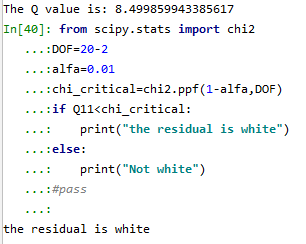 The Q value is: 8.499859943385617
In[40]: from scipy.stats import chi2
...:DOF=20-2
...:alfa=0.01
...:chi_critical=chi2.ppf(1-alfa,DOF)
...:if Q11<chi_critical:
...:    print("the residual is white")
...:else:
...:    print("Not white")
...:#pass
...:
the residual is white